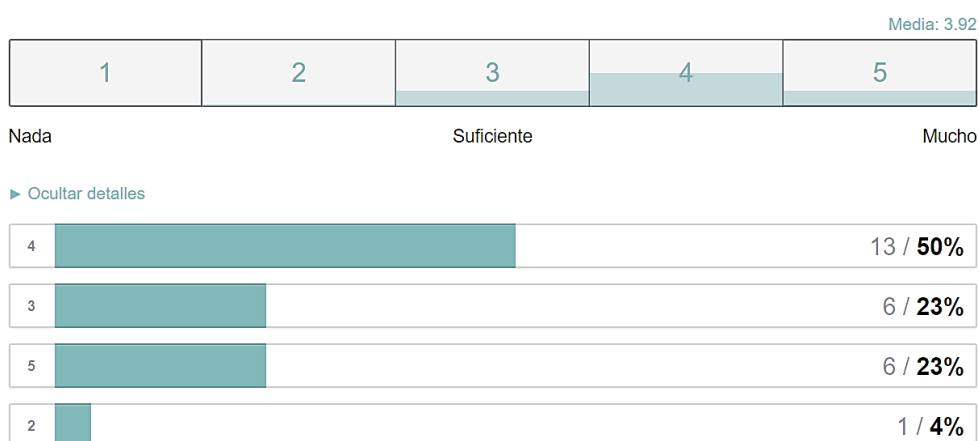 Media: 3.92
1 2 3 4 5
Nada Suficiente Mucho
► Ocultar detalles
4 13 / 50%
3 6 / 23%
5 6 / 23%
2 1 / 4%